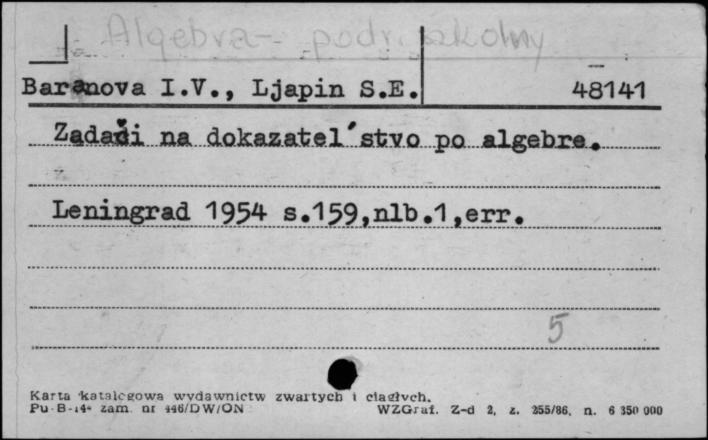 Algebra - podr. szkolny
Baranova I.V., Ljapin S.E. 48141
Zadači na dokazatel'stvo po algebre.
Leningrad 1954 s.159,nlb.1,err.
5
Karta katalogowa wydawnictw zwartych i ciągłych.
Pu-B-14 zam. nr 446/DW/ON WZGraf. Z-d 2, z. 255/86, n. 6 350 000